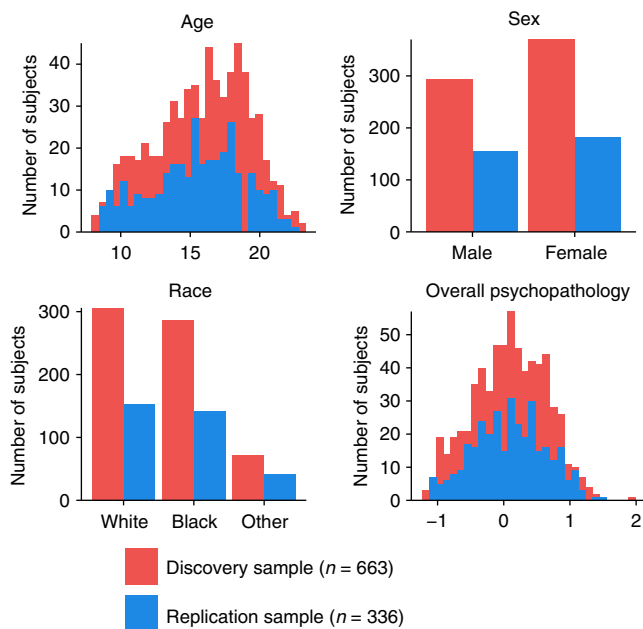 Age
Number of subjects
40
30
20
10
0
10
15
20
Sex
Number of subjects
300
200
100
0
Male
Female
Race
Number of subjects
300
200
100
0
White
Black
Other
Overall psychopathology
Number of subjects
50
40
30
20
10
0
−1
0
1
2
Discovery sample (n = 663)
Replication sample (n = 336)